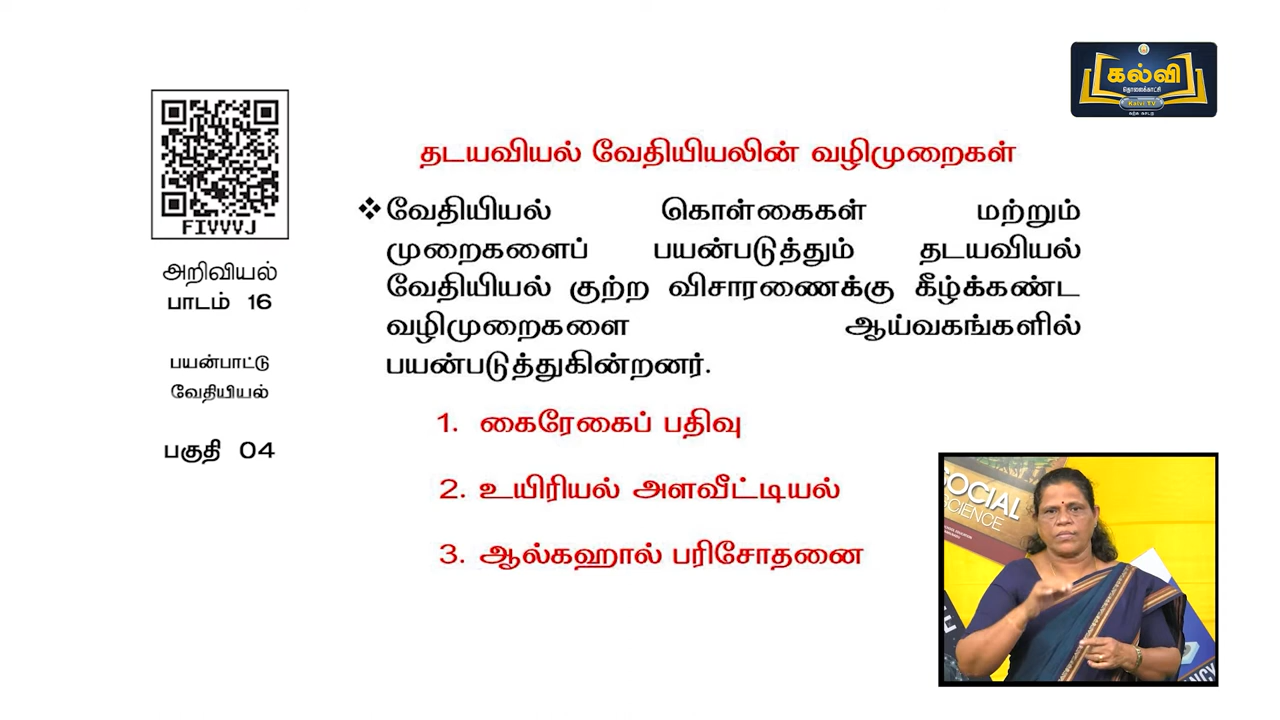 கல்வி
தொலைக்காட்சி
Kalvi TV
FIVVVJ
அறிவியல்
பாடம் 16
பயன்பாட்டு
வேதியியல்
பகுதி 04
தடயவியல் வேதியியலின் வழிமுறைகள்
❖வேதியியல் கொள்கைகள் மற்றும்
முறைகளைப் பயன்படுத்தும் தடயவியல்
வேதியியல் குற்ற விசாரணைக்கு கீழ்க்கண்ட
வழிமுறைகளை ஆய்வகங்களில்
பயன்படுத்துகின்றனர்.
1. கைரேகைப் பதிவு
2. உயிரியல் அளவீட்டியல்
3. ஆல்கஹால் பரிசோதனை
SOCIAL
SCIENCE